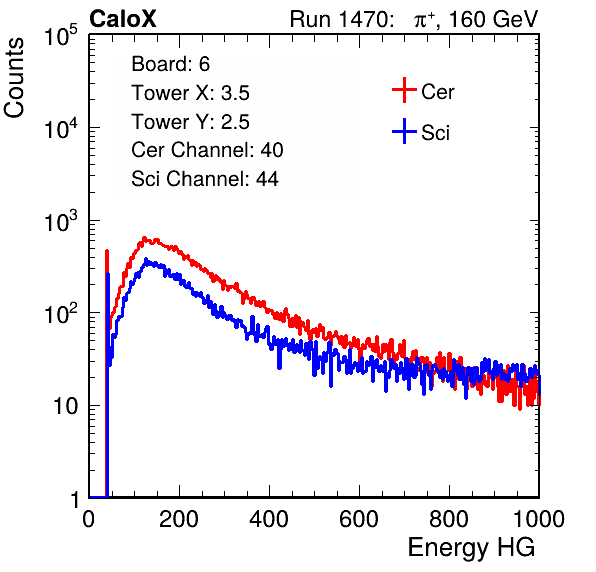 CaloX Run 1470: π⁺, 160 GeV
Counts
10⁵
10⁴
10³
10²
10
1
Board: 6
Tower X: 3.5
Tower Y: 2.5
Cer Channel: 40
Sci Channel: 44
Cer
Sci
0 200 400 600 800 1000
Energy HG